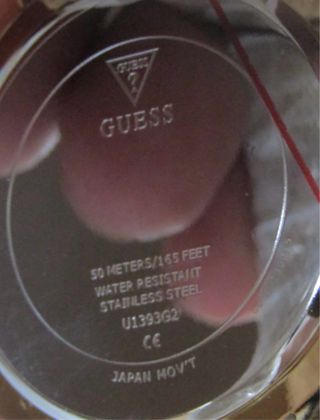 GUESS
?
GUESS
50 METERS/165 FEET
WATER RESISTANT
STAINLESS STEEL
U1393G2
CE
JAPAN MOV'T